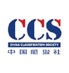 CCS
CHINA CLASSIFICATION SOCIETY
中国船级社